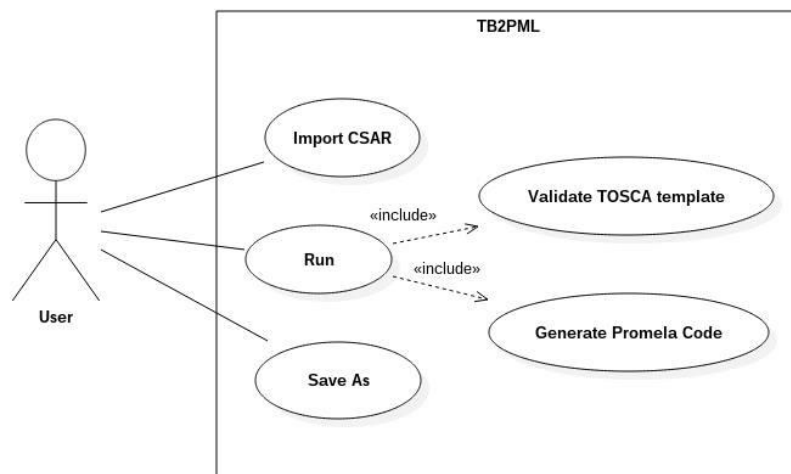 TB2PML
Import CSAR
Validate TOSCA template
«include»
Run
«include»
User
Generate Promela Code
Save As